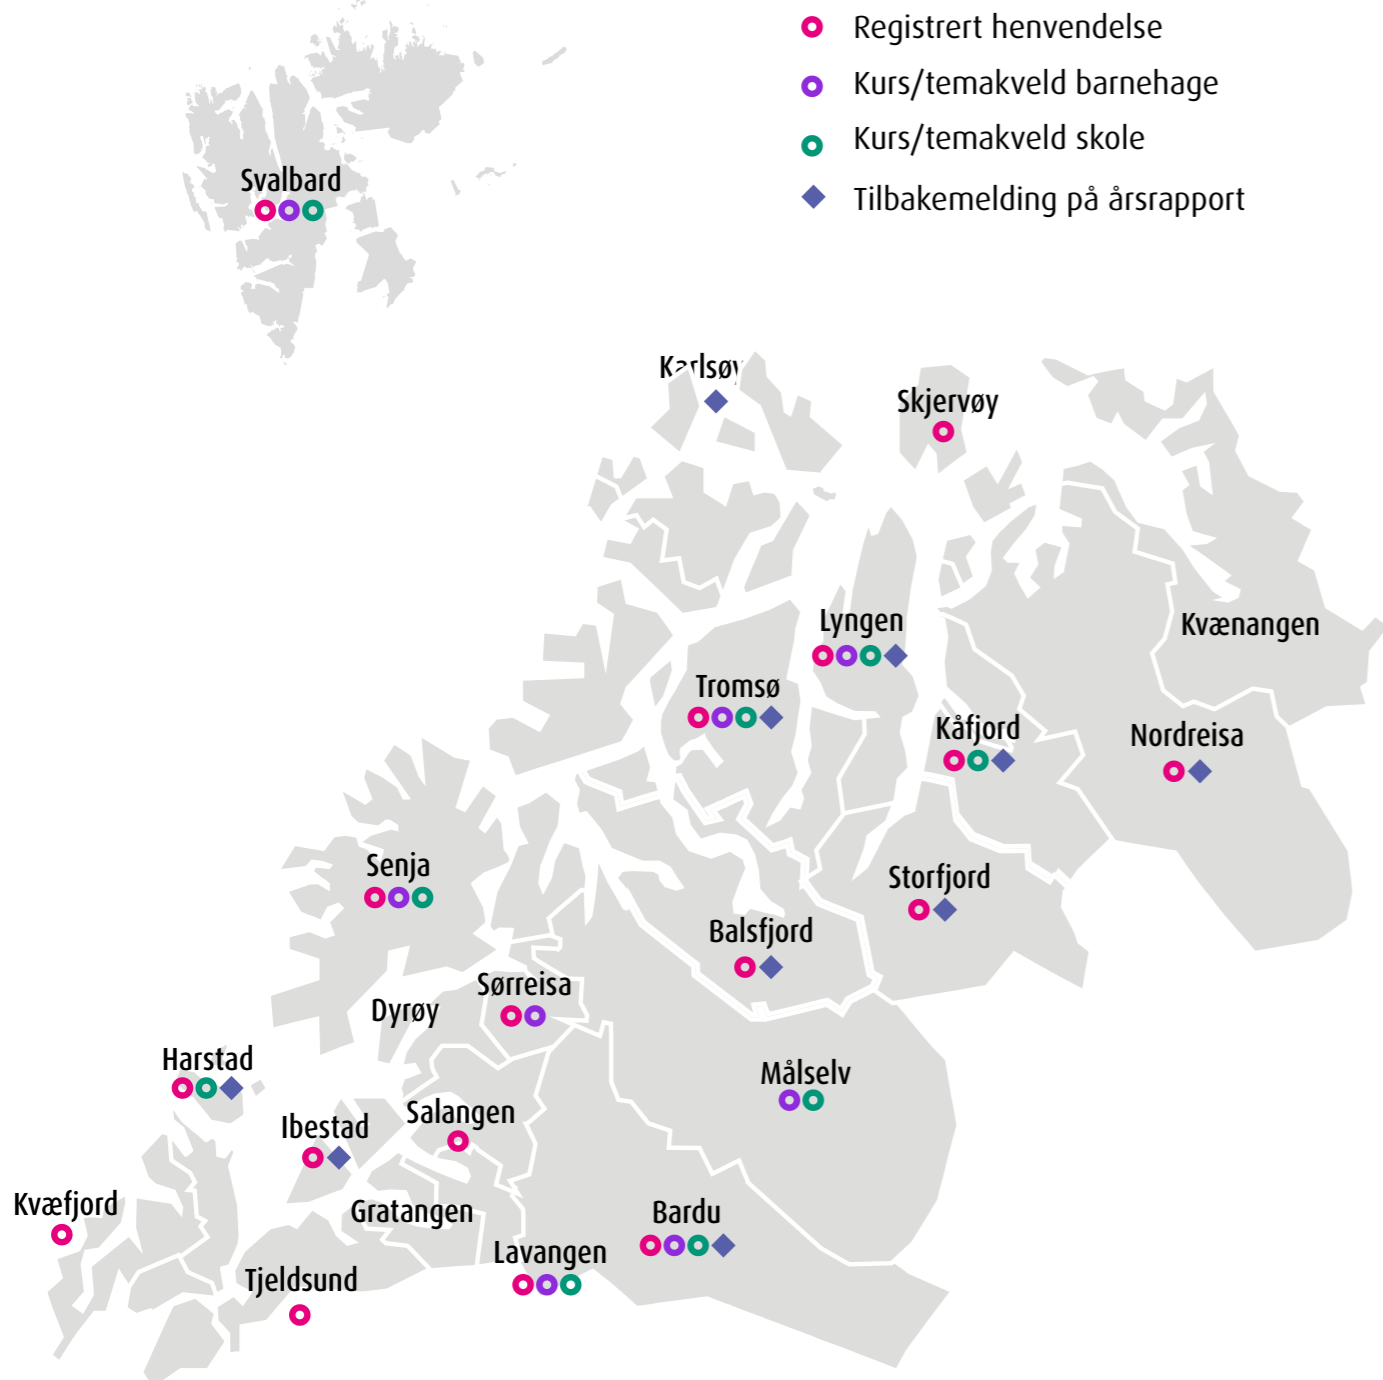 Registrert henvendelse
Kurs/temakveld barnehage
Kurs/temakveld skole
Tilbakemelding på årsrapport
Svalbard
Karlsøy
Skjervøy
Lyngen
Kvænangen
Tromsø
Kåfjord
Nordreisa
Senja
Storfjord
Balsfjord
Sørreisa
Dyrøy
Harstad
Målselv
Salangen
Ibestad
Kvæfjord
Gratangen
Bardu
Lavangen
Tjeldsund